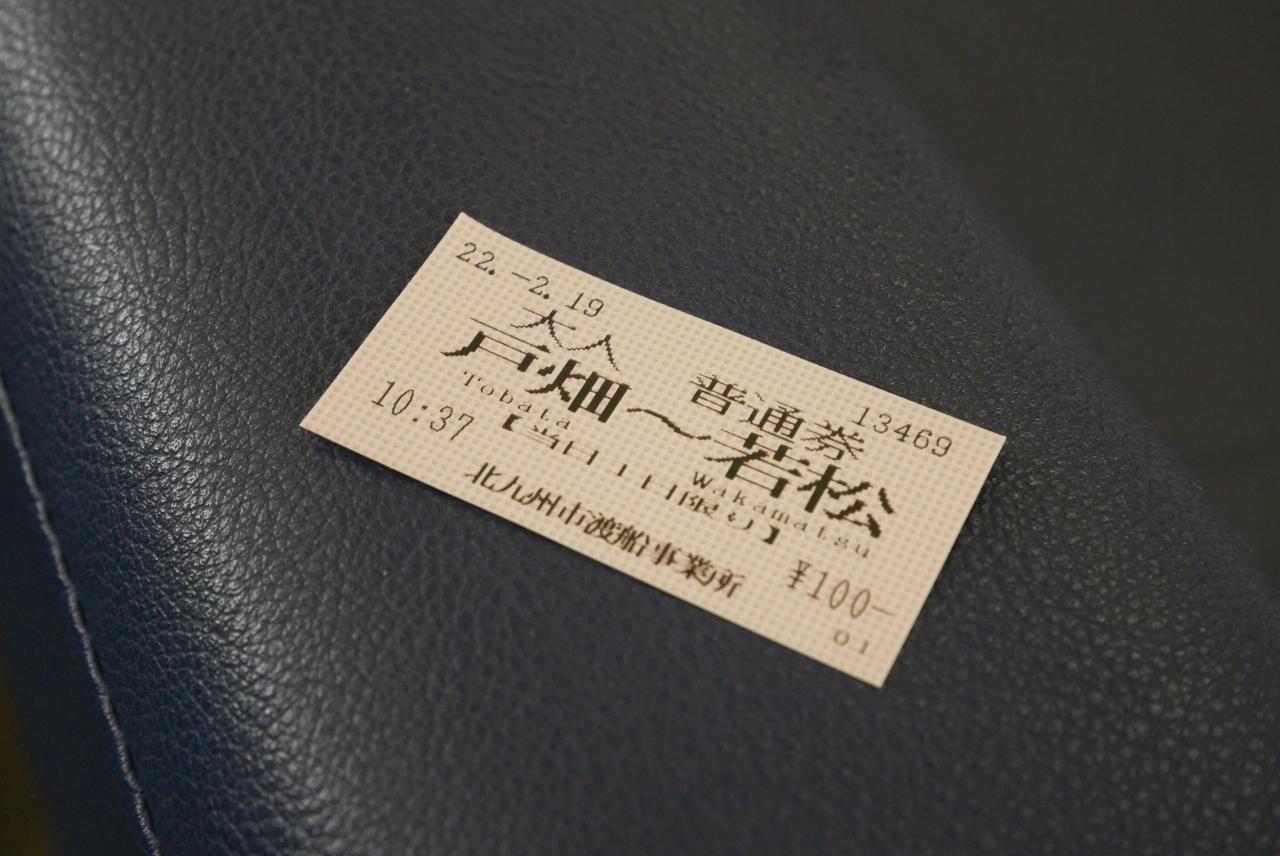 22.-2.19
大人 普通券 13469
戸畑〜若松
Tobata Wakamatsu
10:37 【当日1日限り】
北九州市渡船事業所 ¥100-
01